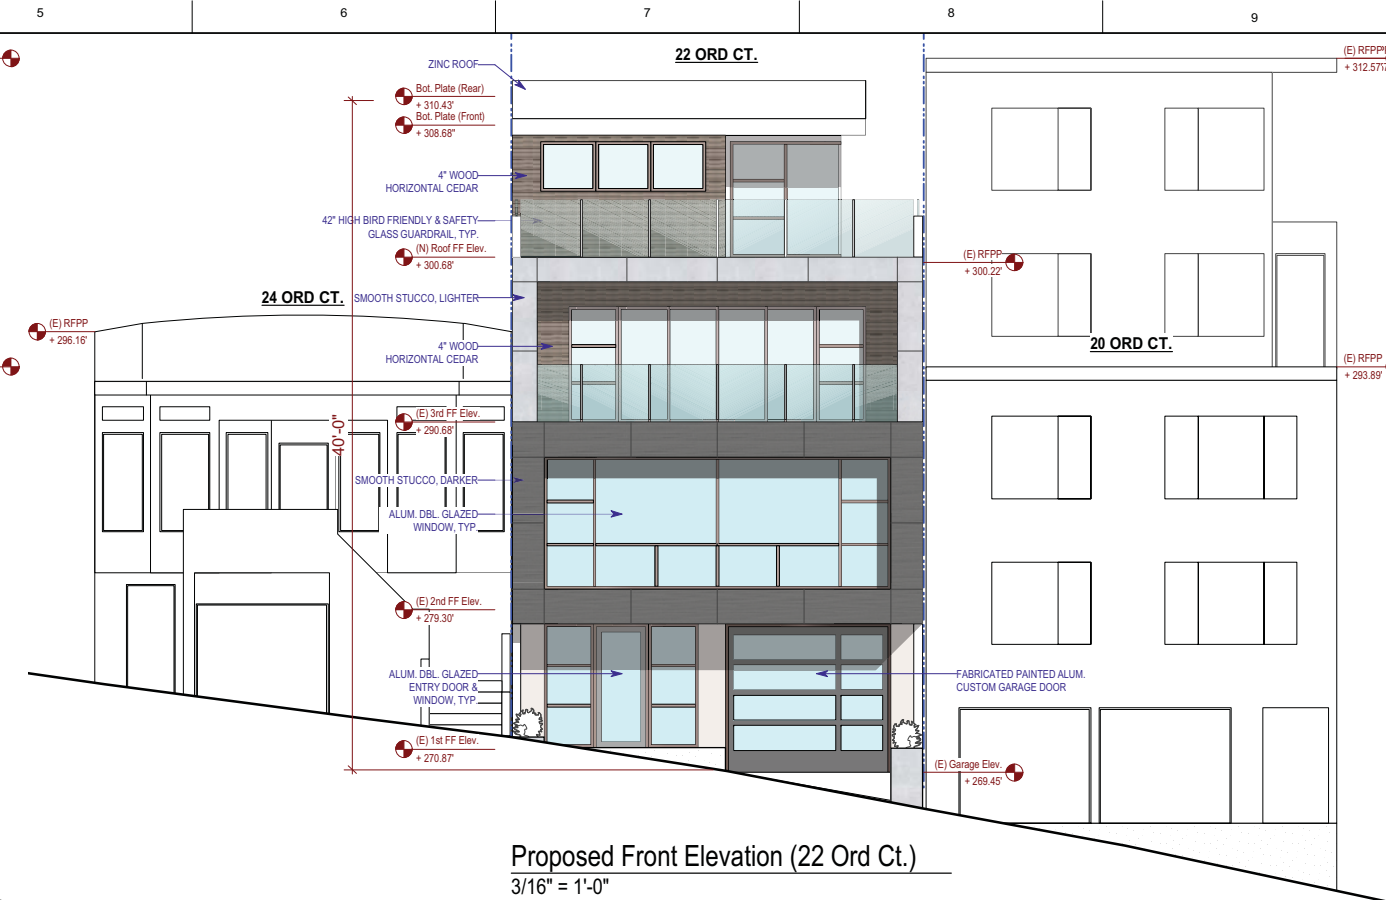 5 6 7 8 9
22 ORD CT.
ZINC ROOF
Bot. Plate (Rear)
+ 310.43'
Bot. Plate (Front)
+ 308.68"
4" WOOD
HORIZONTAL CEDAR
42" HIGH BIRD FRIENDLY & SAFETY
GLASS GUARDRAIL, TYP.
(N) Roof FF Elev.
+ 300.68'
24 ORD CT.
SMOOTH STUCCO, LIGHTER
(E) RFPP
+ 296.16'
4" WOOD
HORIZONTAL CEDAR
(E) 3rd FF Elev.
+ 290.68'
40'-0"
SMOOTH STUCCO, DARKER
ALUM. DBL. GLAZED
WINDOW, TYP.
(E) 2nd FF Elev.
+ 279.30'
ALUM. DBL. GLAZED
ENTRY DOOR &
WINDOW, TYP.
(E) 1st FF Elev.
+ 270.87'
(E) RFPP
+ 312.57'
(E) RFPP
+ 300.22'
20 ORD CT.
(E) RFPP
+ 293.89'
FABRICATED PAINTED ALUM.
CUSTOM GARAGE DOOR
(E) Garage Elev.
+ 269.45'
Proposed Front Elevation (22 Ord Ct.)
3/16" = 1'-0"